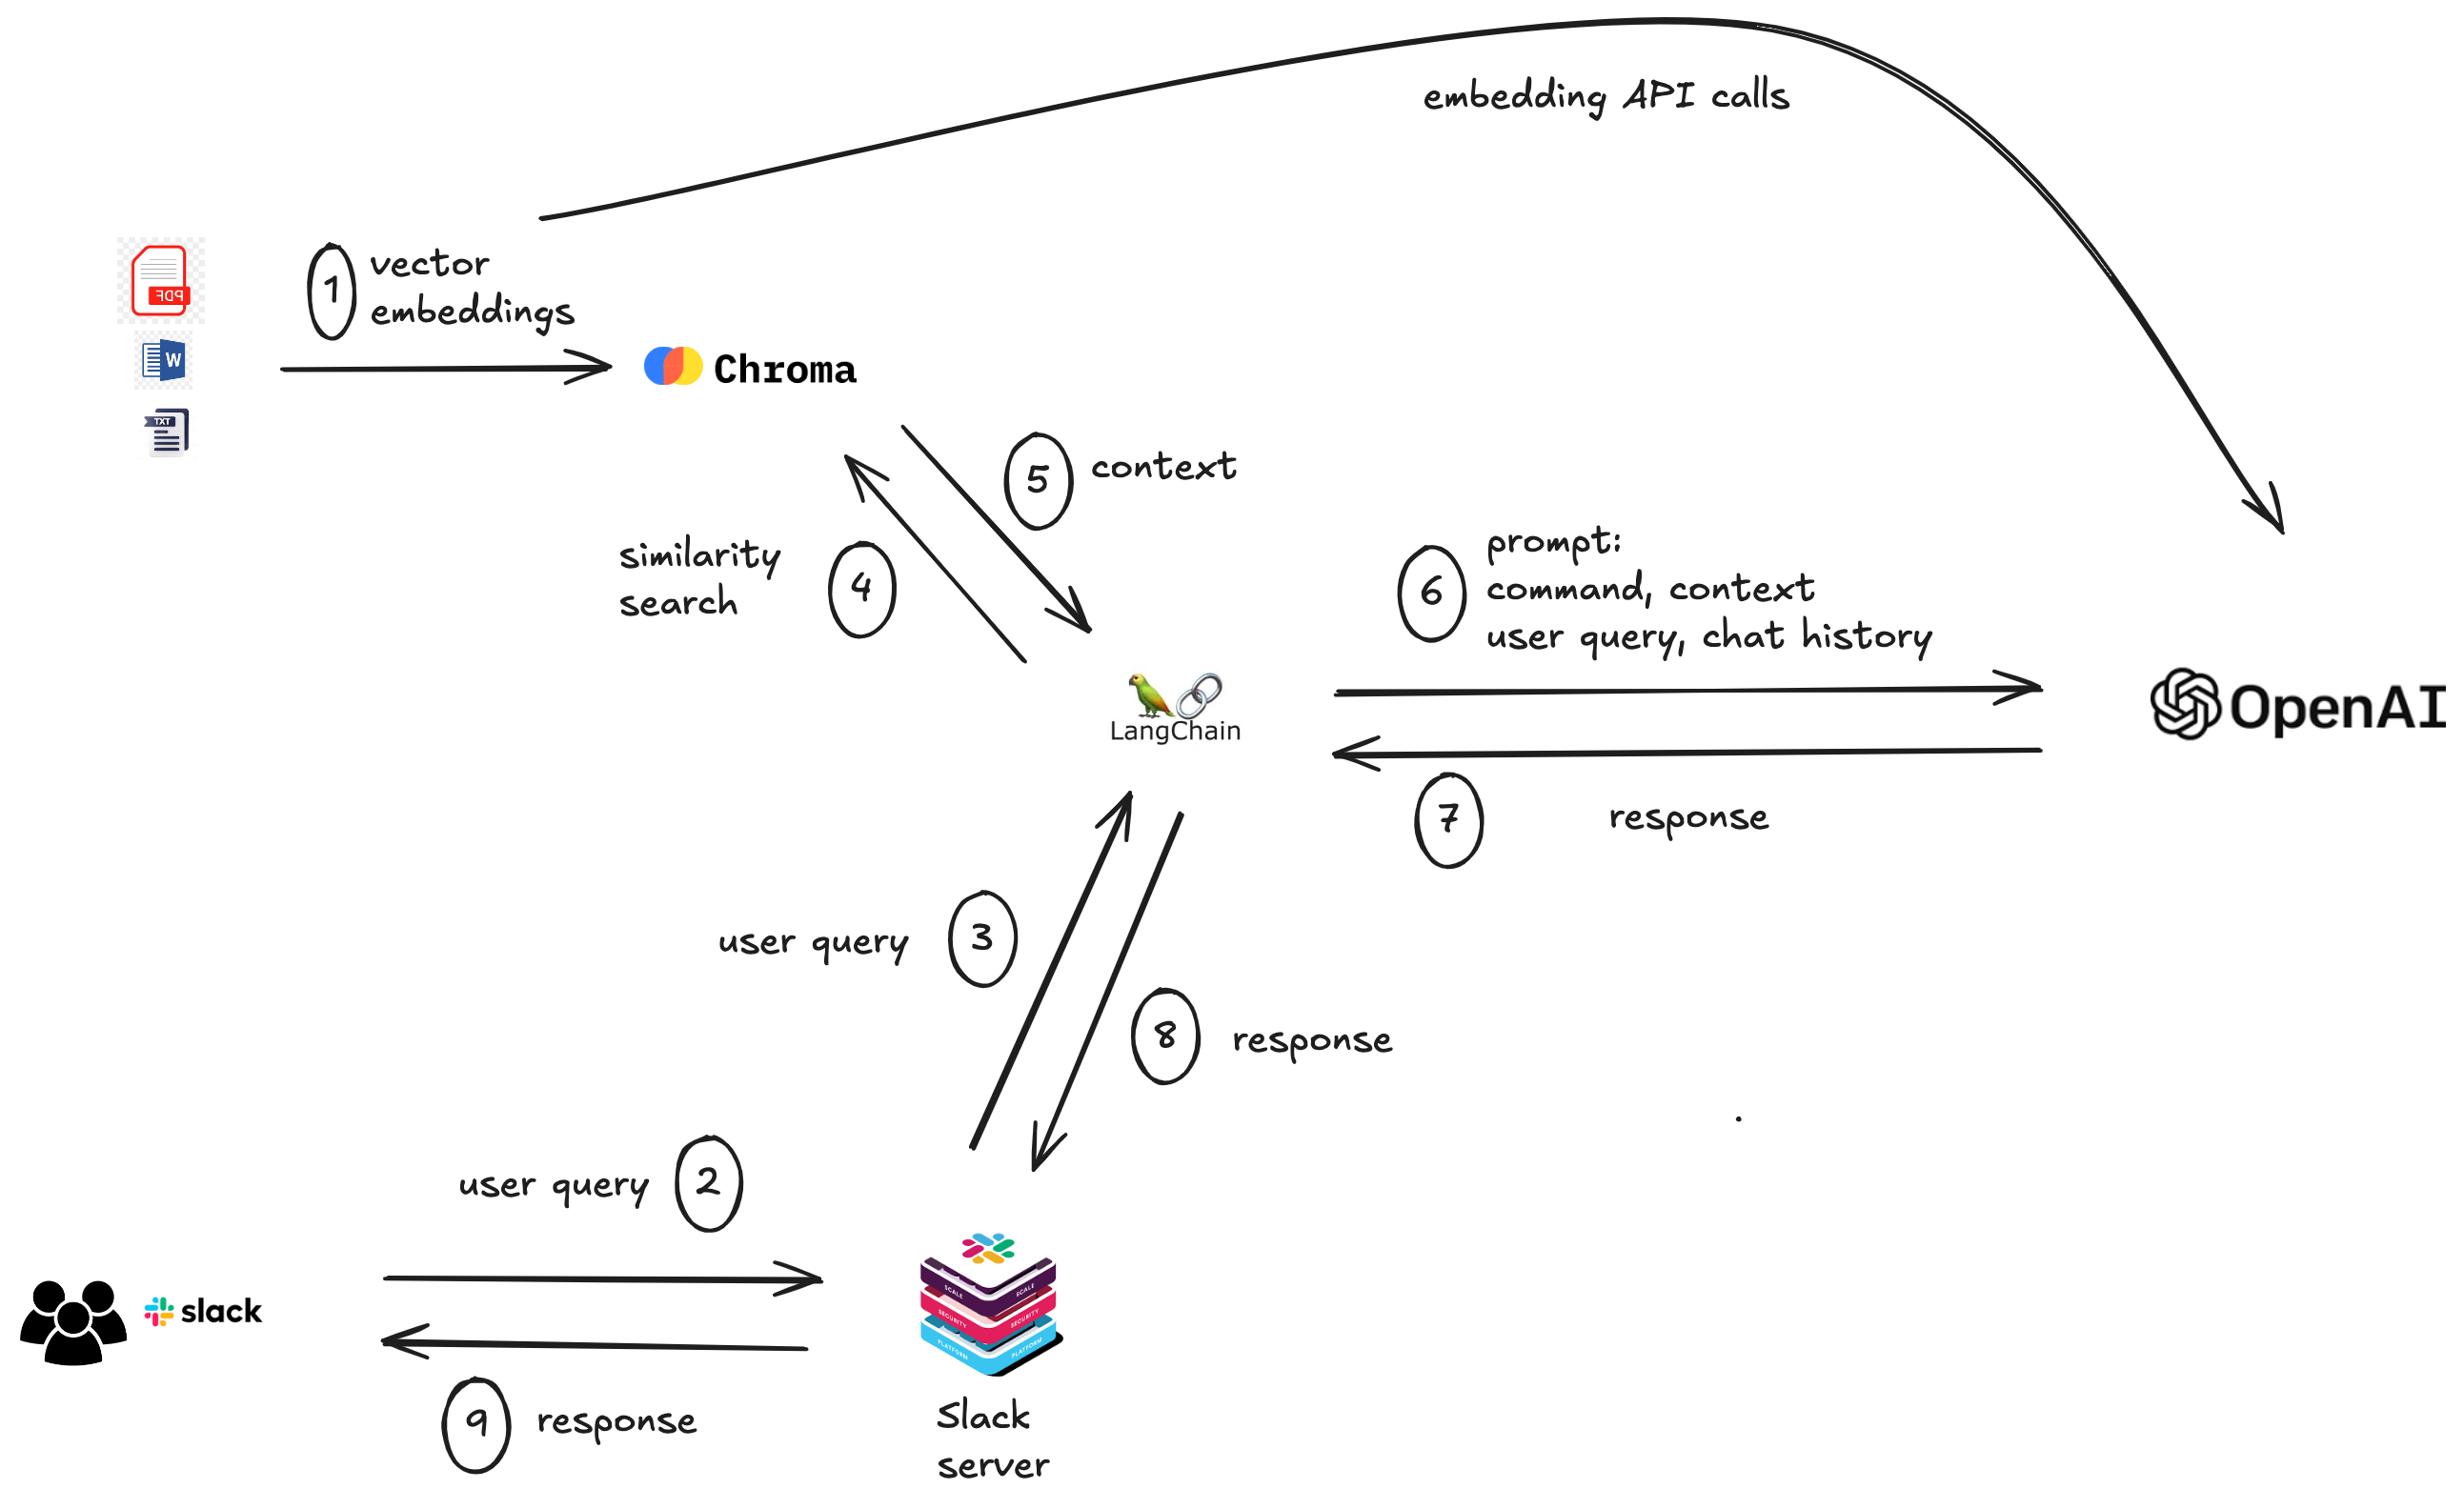 embedding API calls
1
vector
embeddings
PDF
W
TXT
Chroma
5
context
similarity
search
4
6
prompt:
command, context
user query, chat history
LangChain
OpenAI
7
response
user query
3
8
response
user query
2
slack
SCALE
SCALE
SECURITY
SECURITY
PLATFORM
PLATFORM
9
response
Slack
server